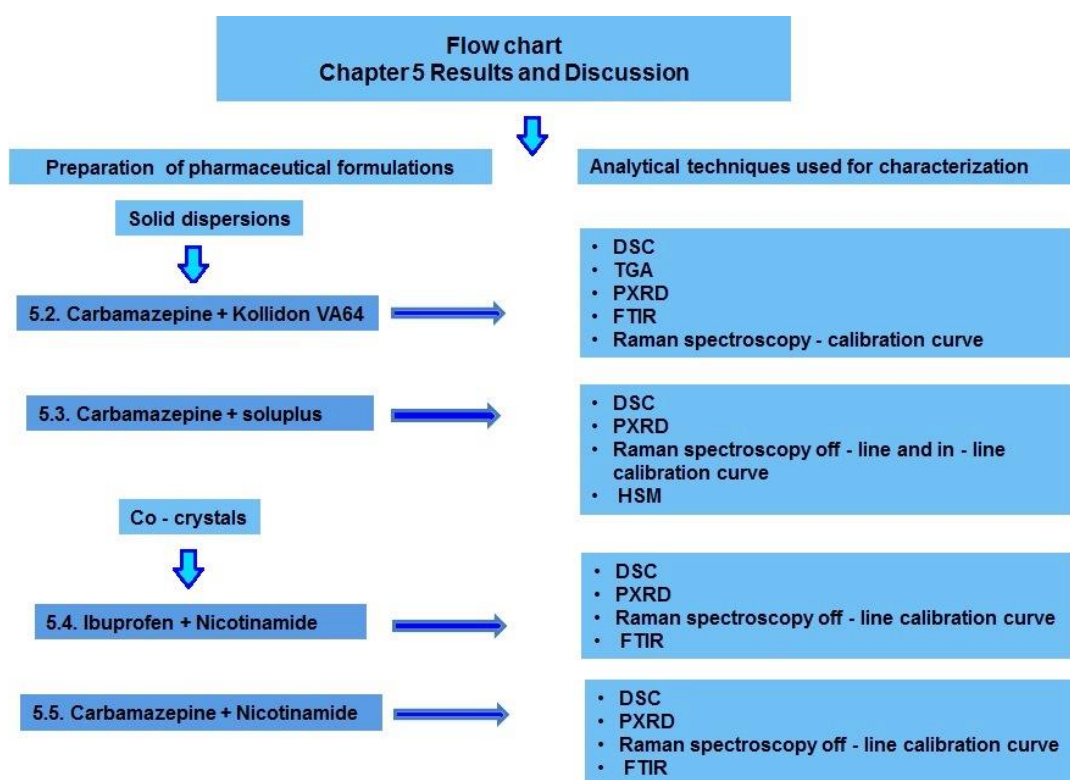 Flow chart
Chapter 5 Results and Discussion
Preparation of pharmaceutical formulations
Analytical techniques used for characterization
Solid dispersions
5.2. Carbamazepine + Kollidon VA64
• DSC
• TGA
• PXRD
• FTIR
• Raman spectroscopy - calibration curve
5.3. Carbamazepine + soluplus
• DSC
• PXRD
• Raman spectroscopy off - line and in - line
calibration curve
• HSM
Co - crystals
5.4. Ibuprofen + Nicotinamide
• DSC
• PXRD
• Raman spectroscopy off - line calibration curve
• FTIR
5.5. Carbamazepine + Nicotinamide
• DSC
• PXRD
• Raman spectroscopy off - line calibration curve
• FTIR